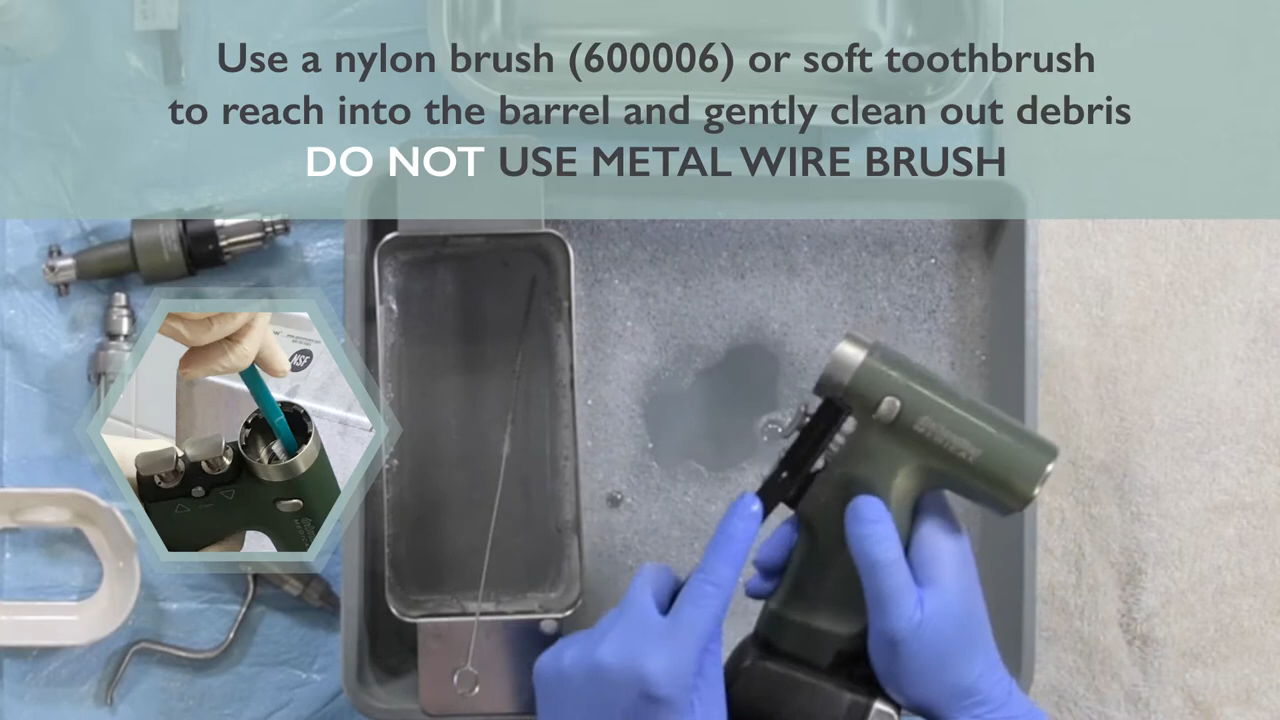 Use a nylon brush (600006) or soft toothbrush
to reach into the barrel and gently clean out debris
DO NOT USE METAL WIRE BRUSH
NSF